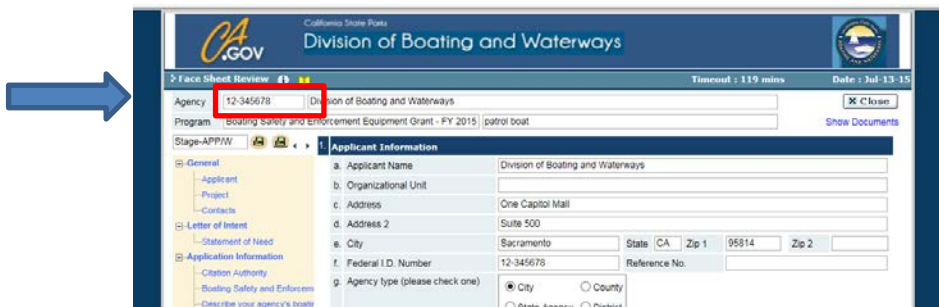 CA.GOV
California State Parks
Division of Boating and Waterways
Face Sheet Review Timeout : 119 mins Date : Jul-13-15
Agency 12-345678 Division of Boating and Waterways X Close
Program Boating Safety and Enforcement Equipment Grant - FY 2015 patrol boat Show Documents
Stage-APP/W 1. Applicant Information
General a. Applicant Name Division of Boating and Waterways
Applicant b. Organizational Unit
Project c. Address One Capitol Mall
Contacts
Letter of Intent d. Address 2 Suite 500
Statement of Need e. City Sacramento State CA Zip 1 95814 Zip 2
Application Information f. Federal I.D. Number 12-345678 Reference No.
Citation Authority g. Agency type (please check one) City County
Boating Safety and Enforcem
Describe your agency's boatin State Agency District